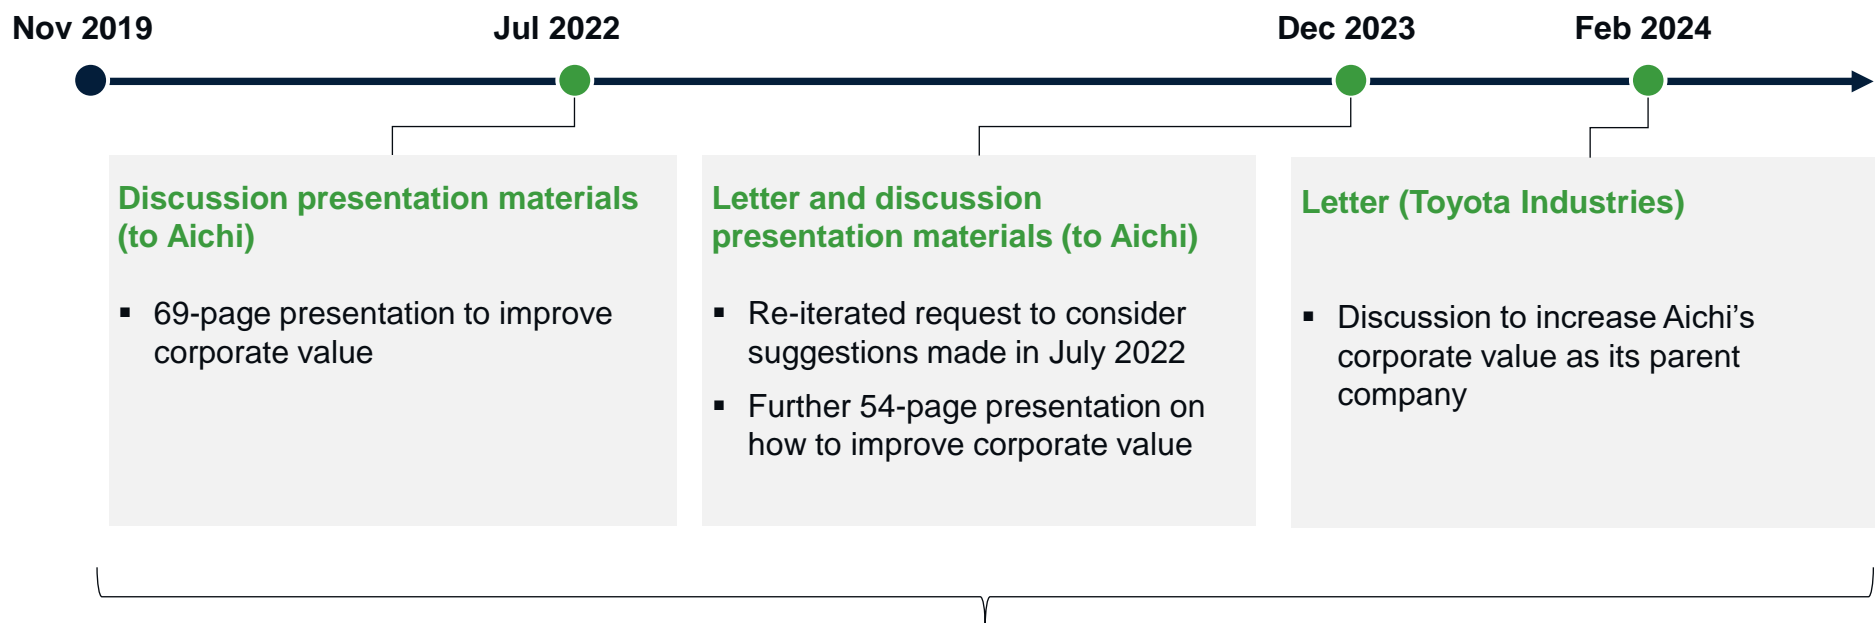 Nov 2019
Jul 2022
Dec 2023
Feb 2024
Discussion presentation materials
(to Aichi)
▪ 69-page presentation to improve
corporate value
Letter and discussion
presentation materials (to Aichi)
▪ Re-iterated request to consider
suggestions made in July 2022
▪ Further 54-page presentation on
how to improve corporate value
Letter (Toyota Industries)
▪ Discussion to increase Aichi’s
corporate value as its parent
company